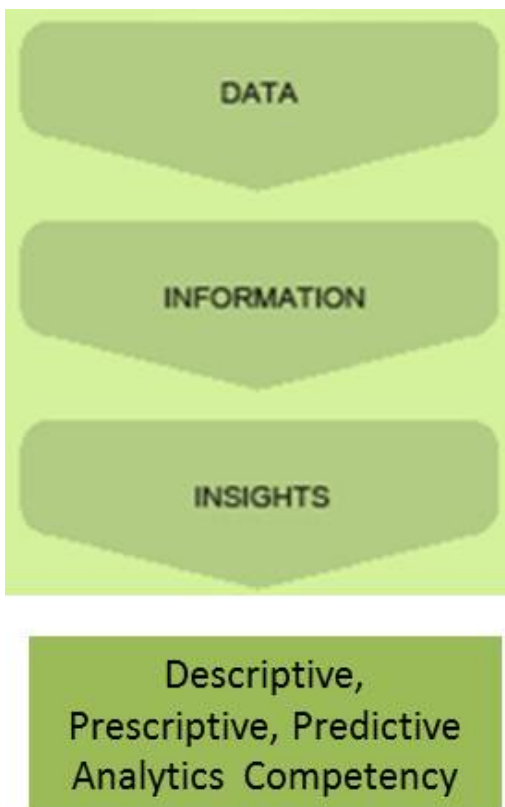 DATA
INFORMATION
INSIGHTS
Descriptive,
Prescriptive, Predictive
Analytics Competency